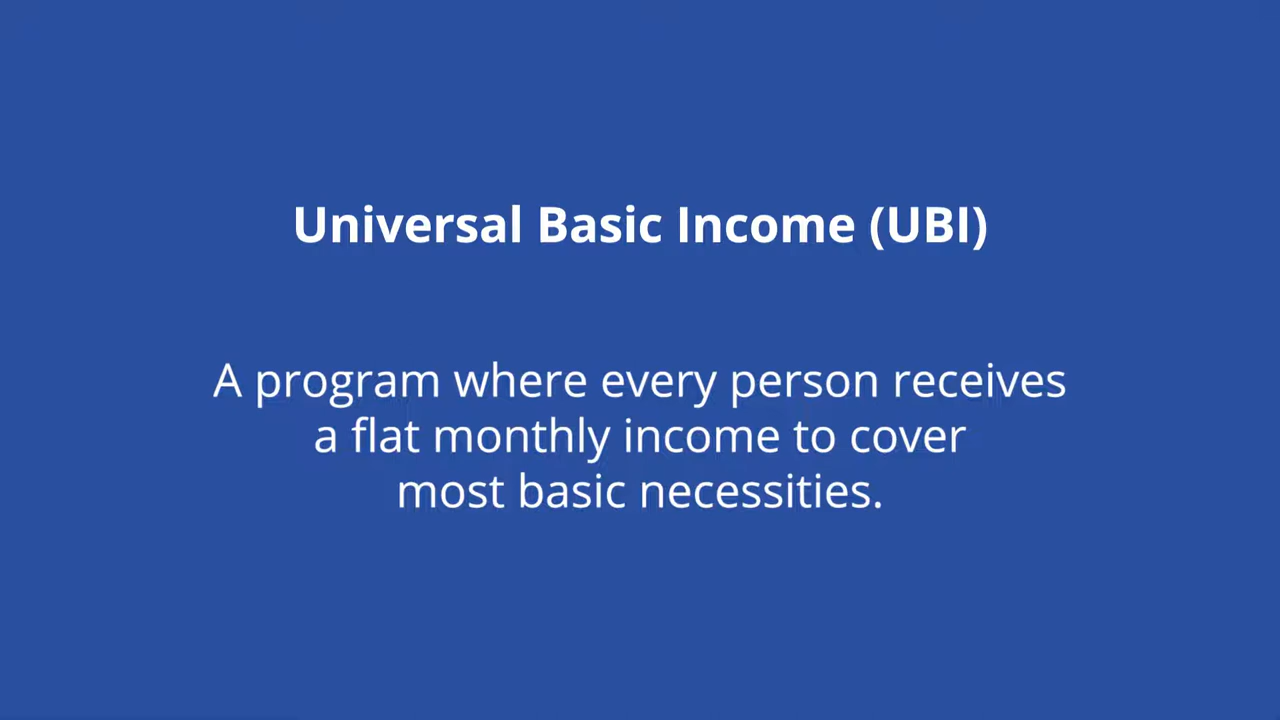 Universal Basic Income (UBI)
A program where every person receives
a flat monthly income to cover
most basic necessities.